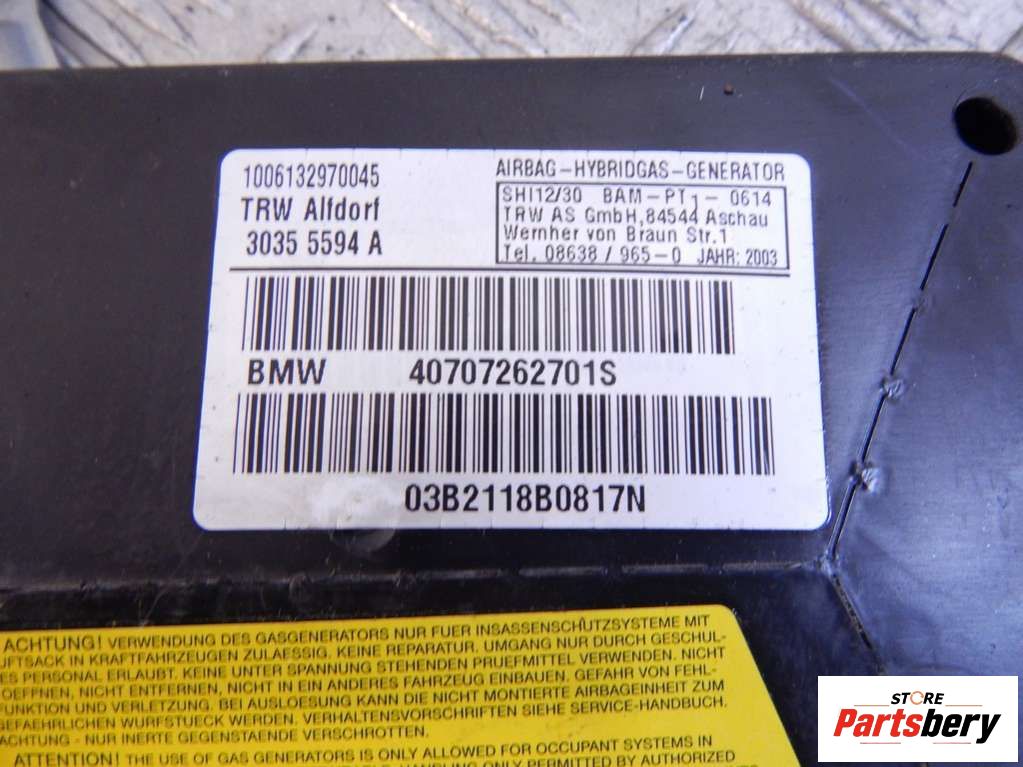 1006132970045
TRW Alfdorf
3035 5594 A
AIRBAG-HYBRIDGAS-GENERATOR
SHI12/30 BAM-PT1-0614
TRW AS GmbH, 84544 Aschau
Wernher von Braun Str.1
Tel. 08638 / 965-0 JAHR: 2003
BMW 40707262701S
03B2118B0817N
ACHTUNG! VERWENDUNG DES GASGENERATORS NUR FUER INSASSENSCHUTZSYSTEME MIT
LUFTSACK IN KRAFTFAHRZEUGEN ZULAESSIG. KEINE REPARATUR. UMGANG NUR DURCH GESCHUL-
ES PERSONAL ERLAUBT. KEINE UNTER SPANNUNG STEHENDEN PRUEFMITTEL VERWENDEN. NICHT
OEFFNEN, NICHT ENTFERNEN, NICHT IN EIN ANDERES FAHRZEUG EINBAUEN. GEFAHR VON FEHL-
FUNKTION UND VERLETZUNG. BEI AUSLOESUNG KANN DIE NICHT MONTIERTE AIRBAGEINHEIT ZUM
GEFAEHRLICHEN WURFSTUECK WERDEN. VERHALTENSVORSCHRIFTEN SIEHE SERVICE-HANDBUCH.
ACHTUNG - NUR INERTE GEGENSTAENDE VERSCHROTTEN.
ATTENTION! THE USE OF GAS GENERATORS IS ONLY ALLOWED FOR OCCUPANT SYSTEMS IN
STORE
Partsbery